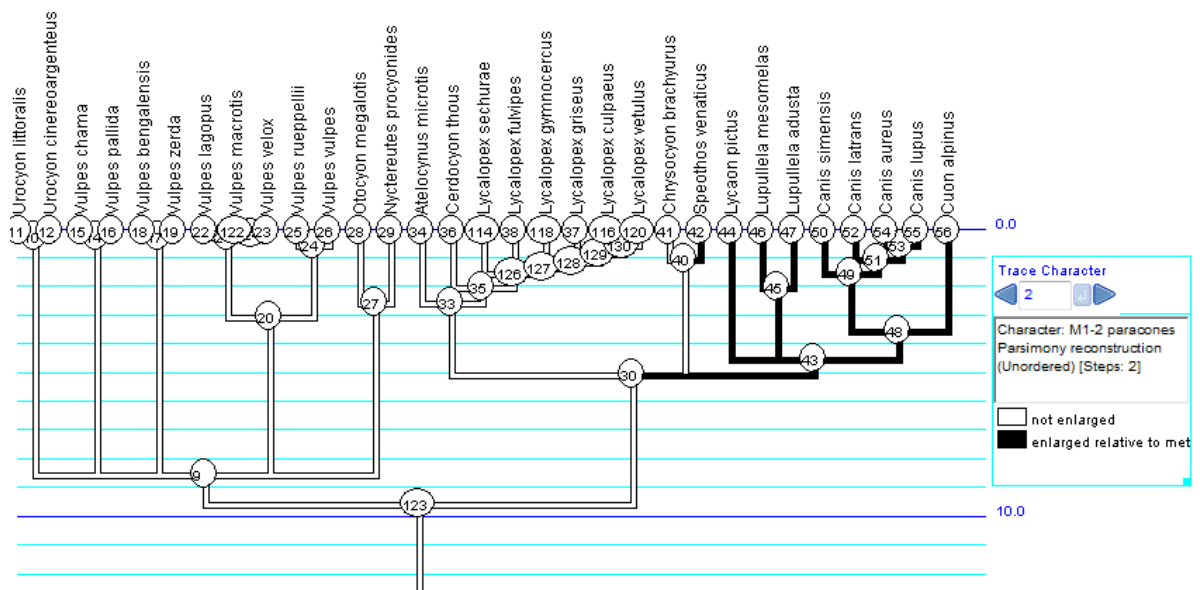 Urocyon littoralis
Urocyon cinereoargenteus
Vulpes chama
Vulpes pallida
Vulpes bengalensis
Vulpes zerda
Vulpes lagopus
Vulpes macrotis
Vulpes velox
Vulpes rueppellii
Vulpes vulpes
Otocyon megalotis
Nyctereutes procyonides
Atelocynus microtis
Cerdocyon thous
Lycalopex sechurae
Lycalopex fulvipes
Lycalopex gymnocercus
Lycalopex griseus
Lycalopex culpaeus
Lycalopex vetulus
Chrysocyon brachyurus
Speothos venaticus
Lycaon pictus
Lupullela mesomelas
Lupullela adusta
Canis simensis
Canis latrans
Canis aureus
Canis lupus
Cuon alpinus
11 12 15 16 18 19 22 122 23 25 26 28 29 34 36 114 38 118 37 116 120 41 42 44 46 47 50 52 54 55 56
0.0
24 130 53
40 126 127 128 129 51
35 45 49
33 27
20
48
43
30
9
123
10.0
Trace Character
2
Character: M1-2 paracones
Parsimony reconstruction
(Unordered) [Steps: 2]
not enlarged
enlarged relative to met